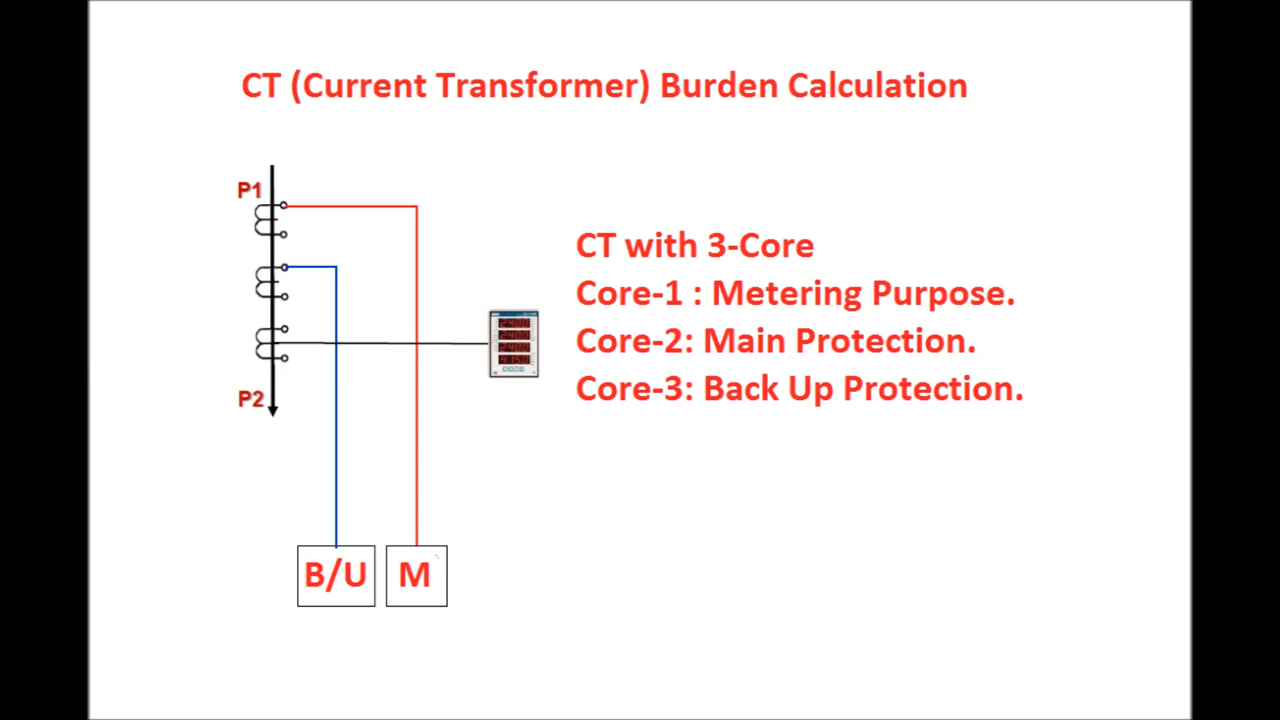 CT (Current Transformer) Burden Calculation
P1
CT with 3-Core
Core-1 : Metering Purpose.
Core-2: Main Protection.
Core-3: Back Up Protection.
P2
B/U
M